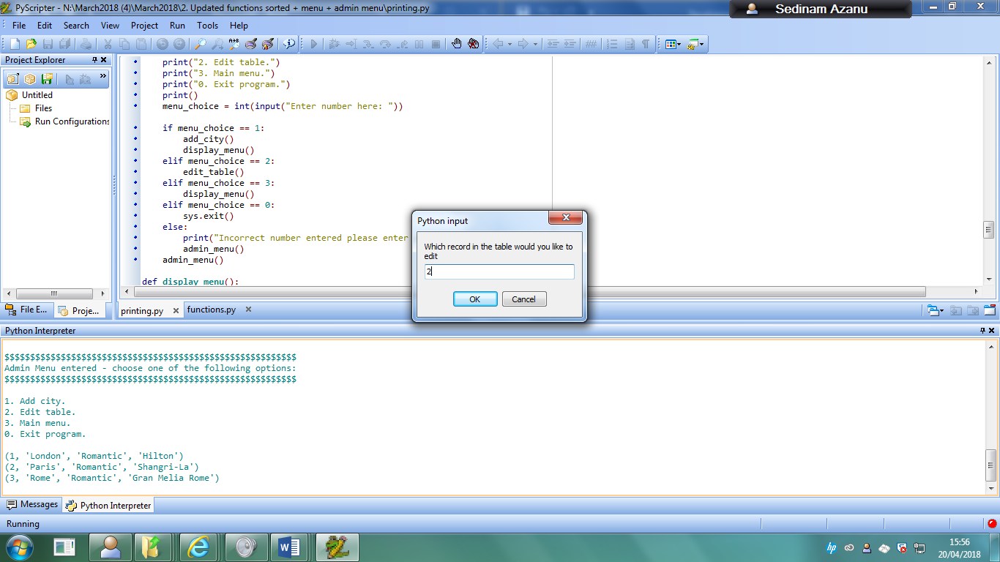 PyScripter - N:\March2018 (4)\March2018\2. Updated functions sorted + menu + admin menu\printing.py
Sedinam Azanu
File Edit Search View Project Run Tools Help
Project Explorer
Untitled
Files
Run Configurations
File E...
Proje...
print("2. Edit table.")
print("3. Main menu.")
print("0. Exit program.")
print()
menu_choice = int(input("Enter number here: "))
if menu_choice == 1:
add_city()
display_menu()
elif menu_choice == 2:
edit_table()
elif menu_choice == 3:
display_menu()
elif menu_choice == 0:
sys.exit()
else:
print("Incorrect number entered please enter
admin_menu()
admin_menu()
def display_menu():
printing.py
functions.py
Python input
Which record in the table would you like to
edit
2
OK
Cancel
Python Interpreter
$$$$$$$$$$$$$$$$$$$$$$$$$$$$$$$$$$$$$$$$$$$$$$$$$$$$$$$$$
Admin Menu entered - choose one of the following options:
$$$$$$$$$$$$$$$$$$$$$$$$$$$$$$$$$$$$$$$$$$$$$$$$$$$$$$$$$
1. Add city.
2. Edit table.
3. Main menu.
0. Exit program.
(1, 'London', 'Romantic', 'Hilton')
(2, 'Paris', 'Romantic', 'Shangri-La')
(3, 'Rome', 'Romantic', 'Gran Melia Rome')
Messages
Python Interpreter
Running
hp
15:56
20/04/2018